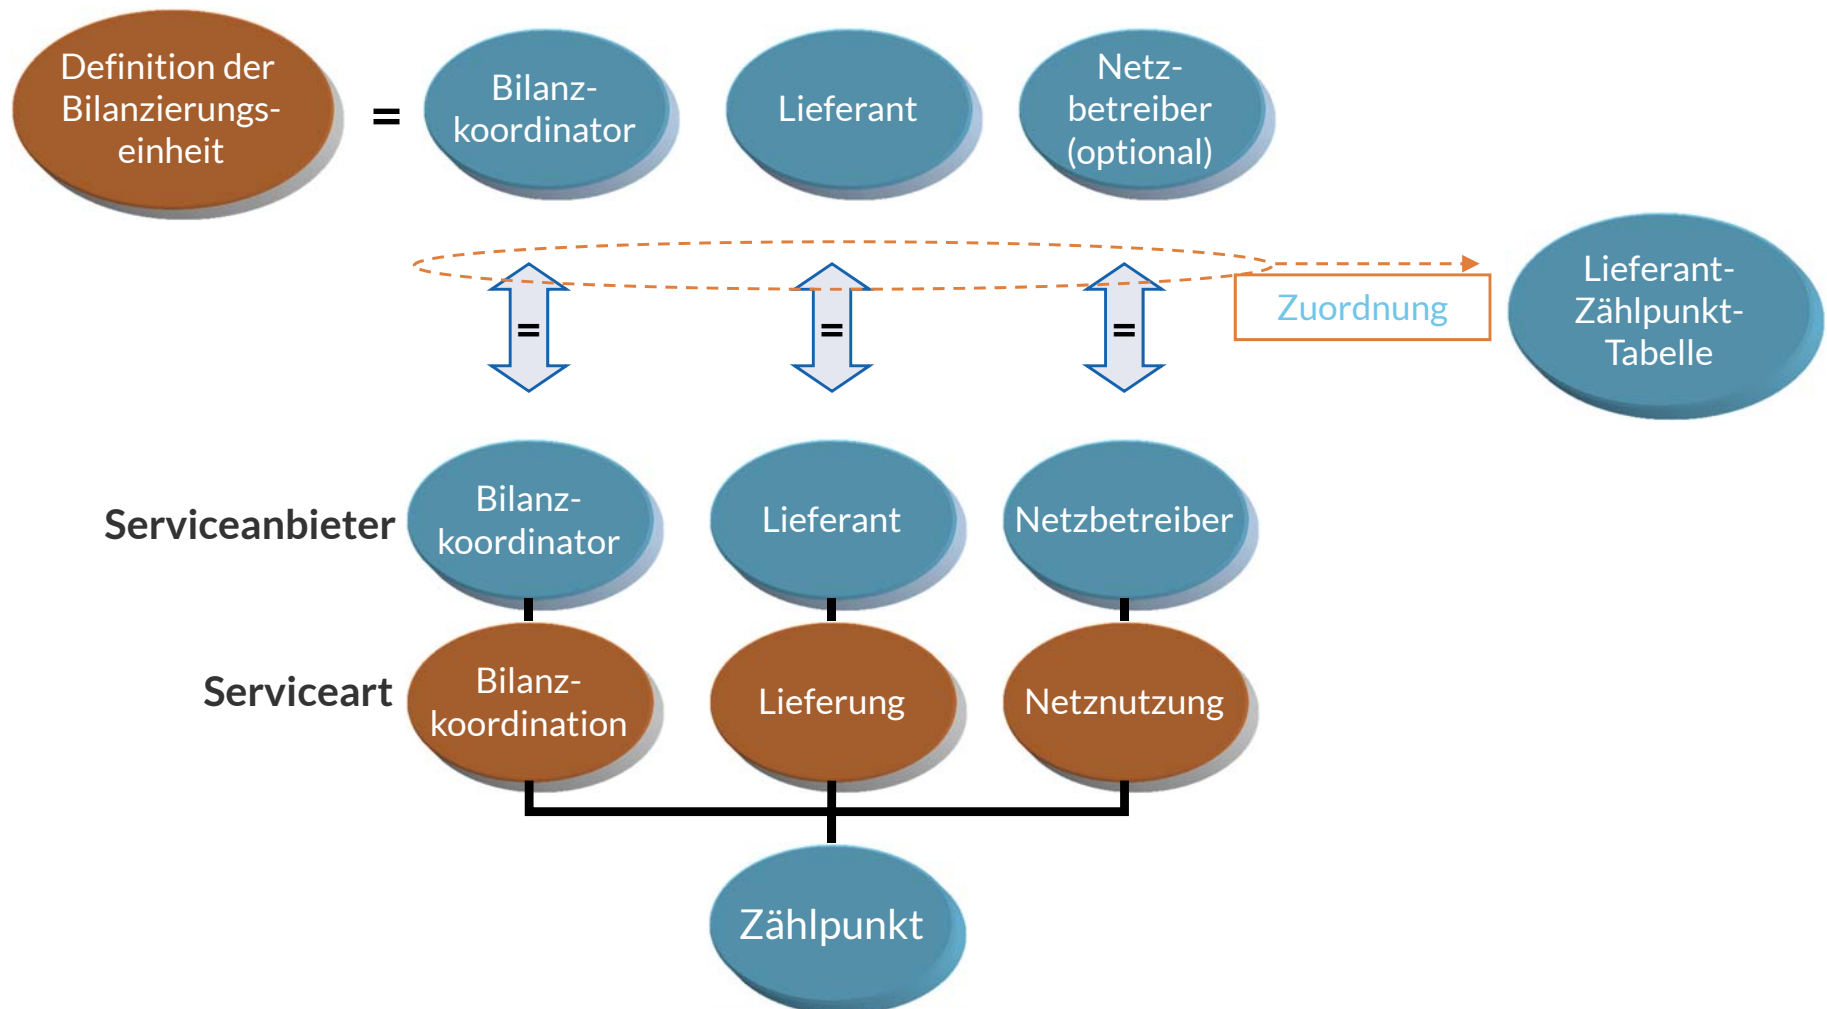 Definition der
Bilanzierungs-
einheit
=
Bilanz-
koordinator
Lieferant
Netz-
betreiber
(optional)
=
=
=
Zuordnung
Lieferant-
Zählpunkt-
Tabelle
Serviceanbieter
Bilanz-
koordinator
Lieferant
Netzbetreiber
Serviceart
Bilanz-
koordination
Lieferung
Netznutzung
Zählpunkt